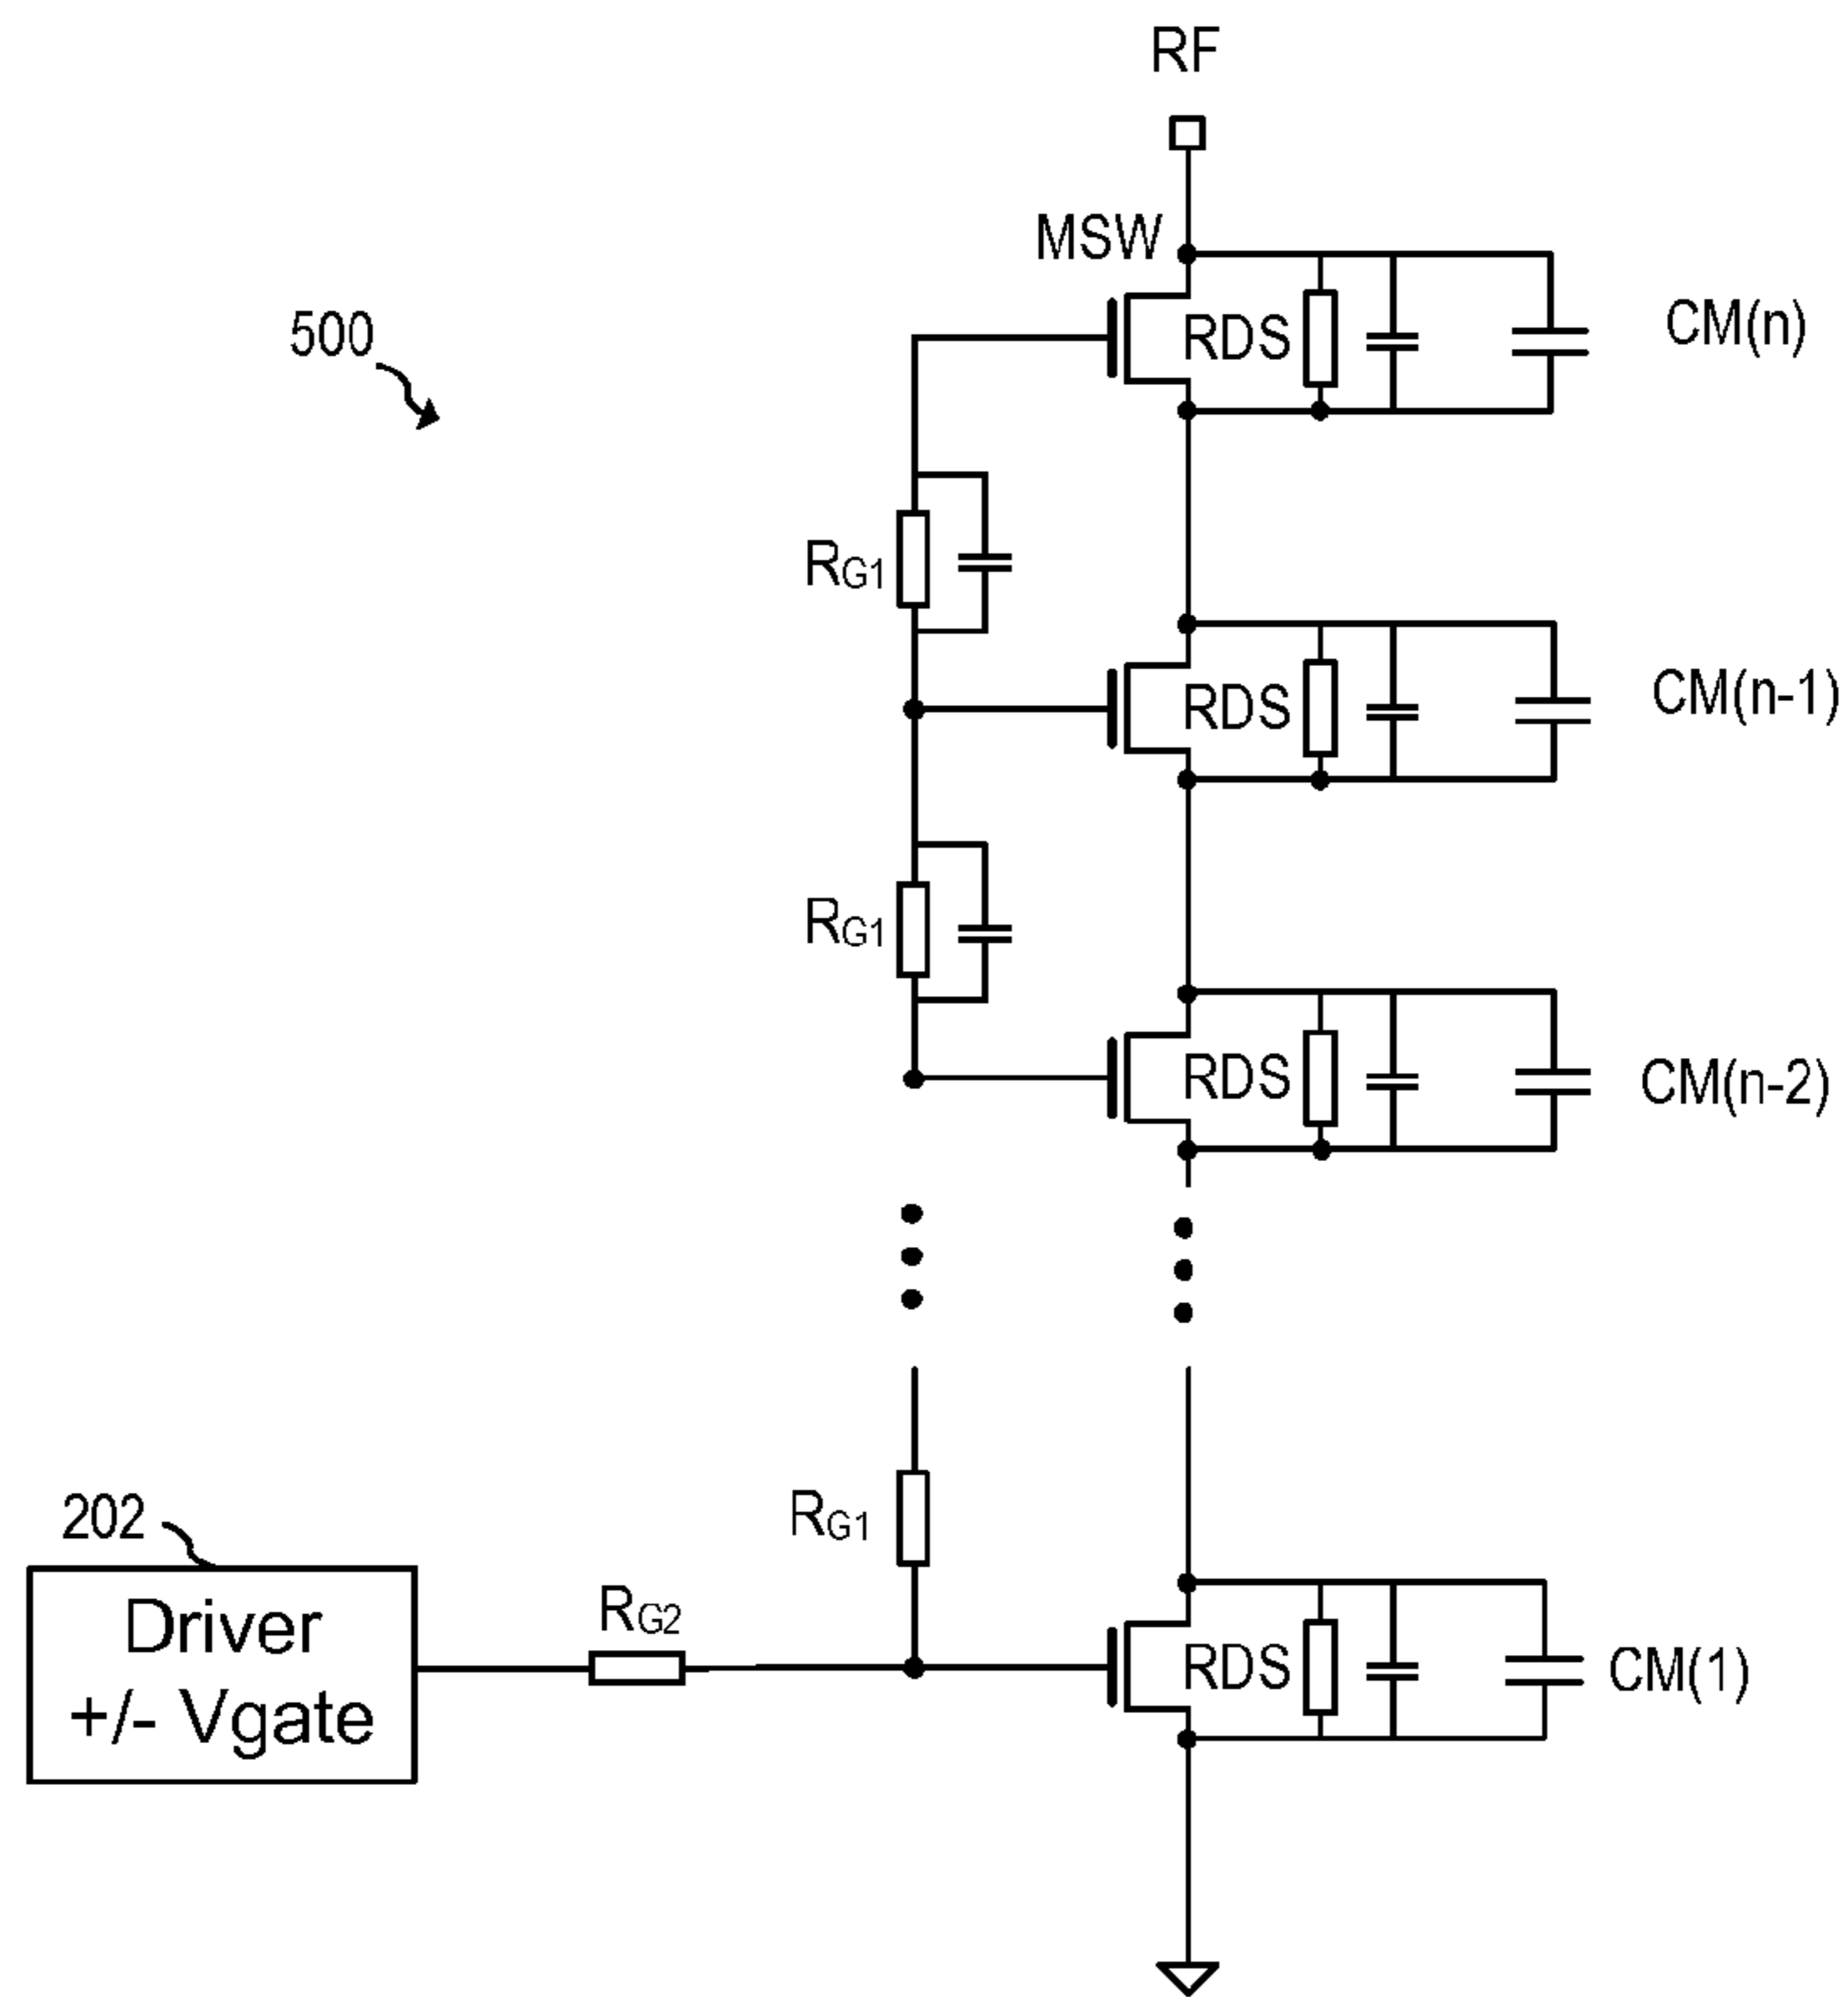 RF
MSW
500
RDS
CM(n)
RG1
RDS
CM(n-1)
RG1
RDS
CM(n-2)
RG1
202
RG2
Driver
+/- Vgate
RDS
CM(1)